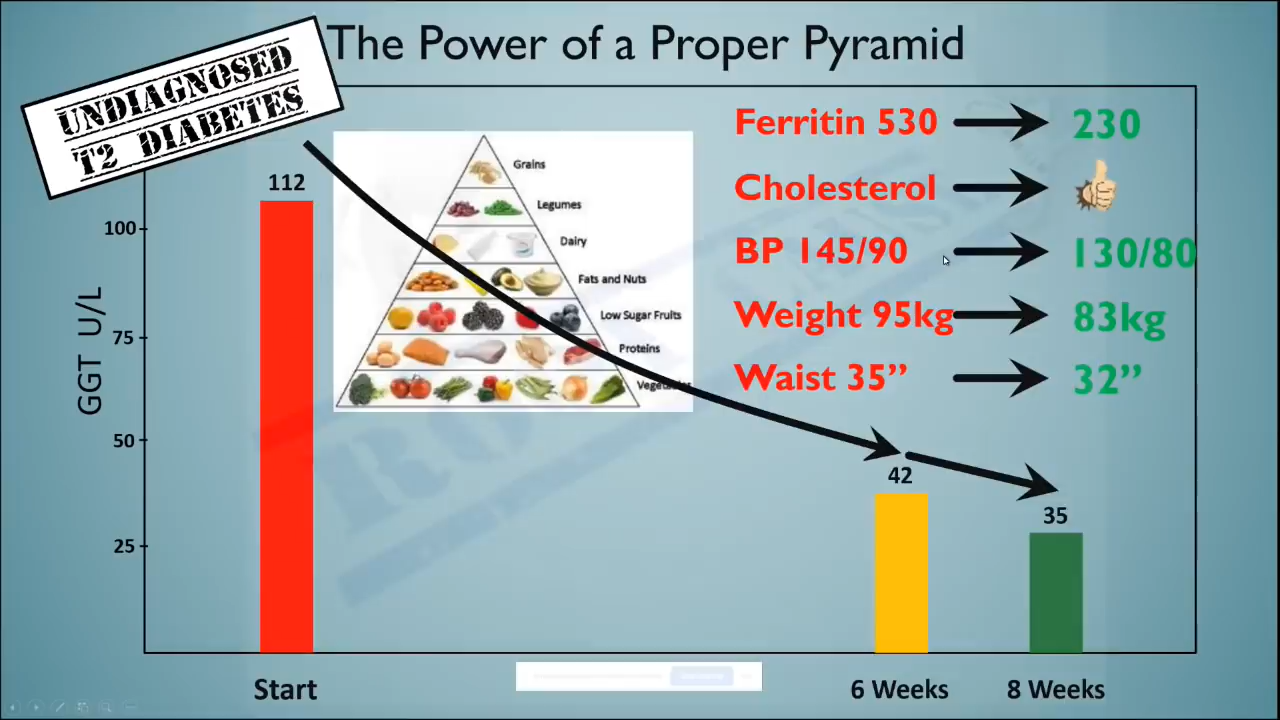 The Power of a Proper Pyramid
UNDIAGNOSED
T2 DIABETES
Ferritin 530
230
Cholesterol
BP 145/90
130/80
Weight 95kg
83kg
Waist 35”
32”
Grains
Legumes
Dairy
Fats and Nuts
Low Sugar Fruits
Proteins
Vegetables
GGT U/L
100
75
50
25
112
42
35
Start
6 Weeks
8 Weeks